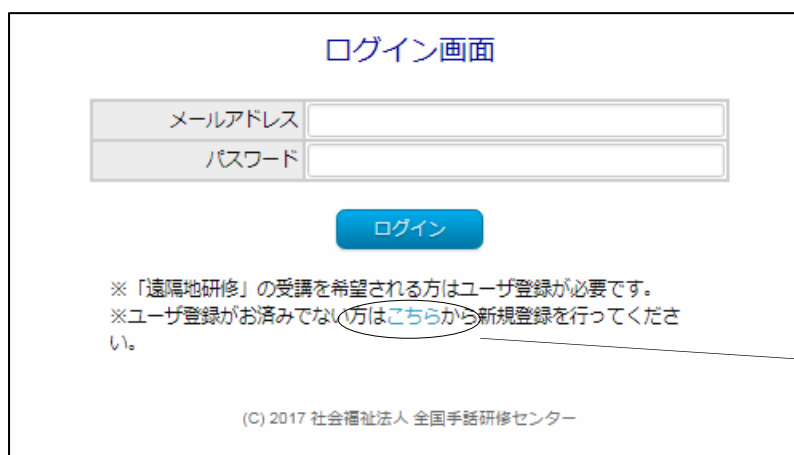 ログイン画面
メールアドレス
パスワード
ログイン
※「遠隔地研修」の受講を希望される方はユーザ登録が必要です。
※ユーザ登録がお済みでない方はこちらから新規登録を行ってくださ
い。
(C) 2017 社会福祉法人 全国手話研修センター